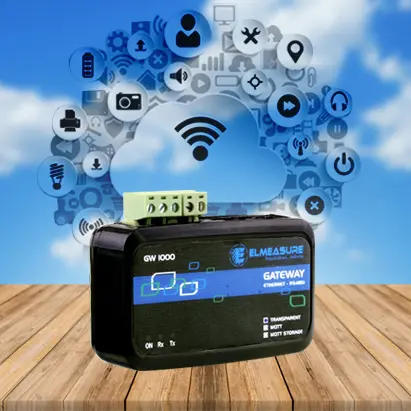 ELMEASURE
GW 1000
GATEWAY
ETHERNET - RS485
TRANSPARENT
MQTT
MQTT STORAGE
ON Rx Tx